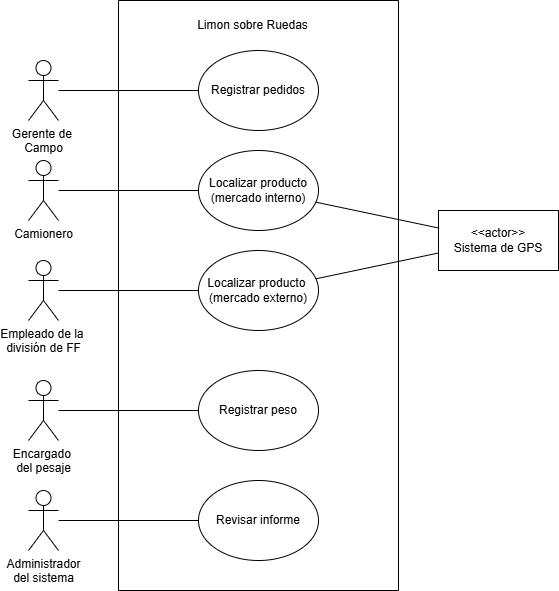 Limon sobre Ruedas
Registrar pedidos
Gerente de
Campo
Localizar producto
(mercado interno)
Camionero
<<actor>>
Sistema de GPS
Localizar producto
(mercado externo)
Empleado de la
división de FF
Registrar peso
Encargado
del pesaje
Revisar informe
Administrador
del sistema